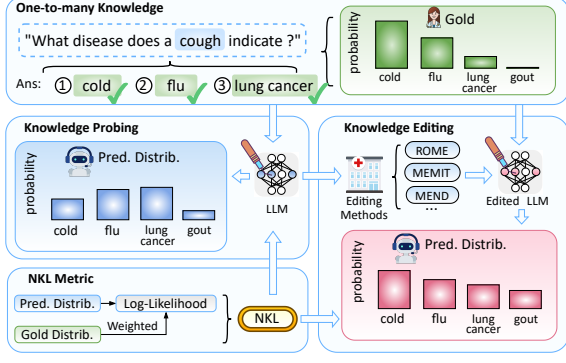 One-to-many Knowledge
"What disease does a cough indicate ?"
Ans: ① cold ② flu ③ lung cancer
Gold
probability
cold flu lung cancer gout
Knowledge Probing
Pred. Distrib.
probability
cold flu lung cancer gout
LLM
Knowledge Editing
Editing Methods
ROME
MEMIT
MEND
...
Edited LLM
Pred. Distrib.
probability
cold flu lung cancer gout
NKL Metric
Pred. Distrib.
Log-Likelihood
Gold Distrib.
Weighted
NKL